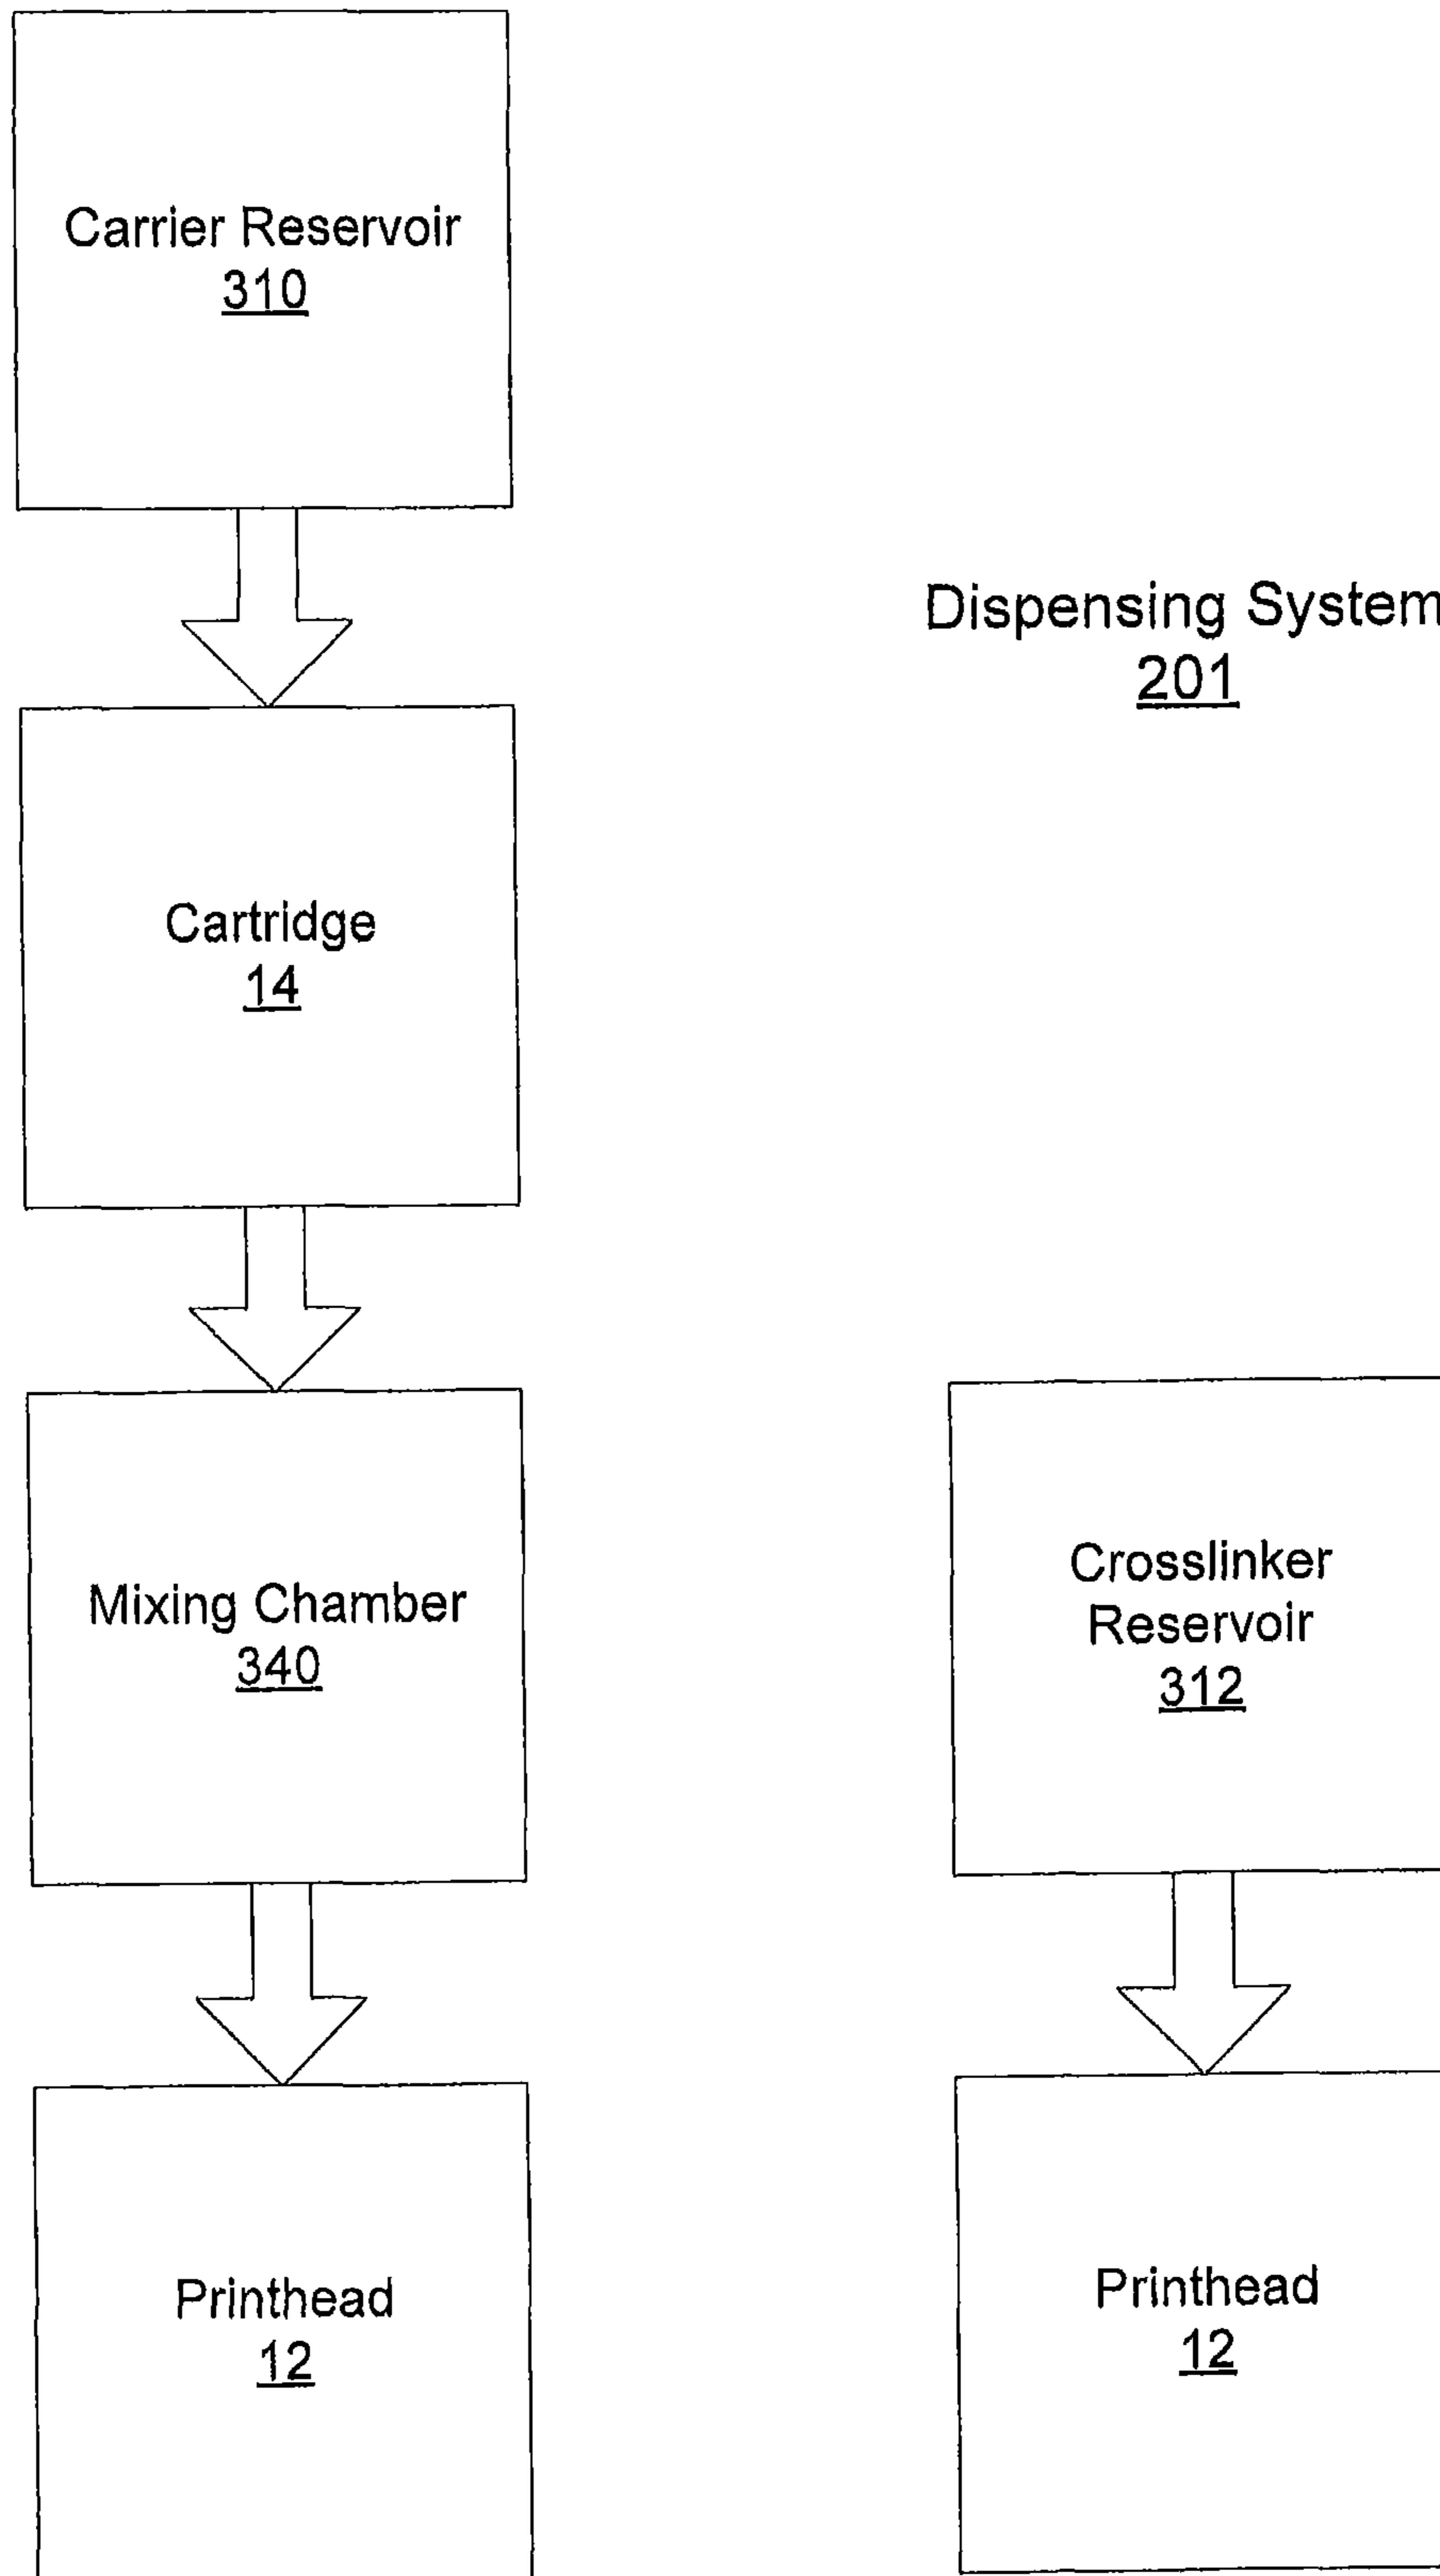 Carrier Reservoir
310
Dispensing System
201
Cartridge
14
Mixing Chamber
340
Crosslinker
Reservoir
312
Printhead
12
Printhead
12